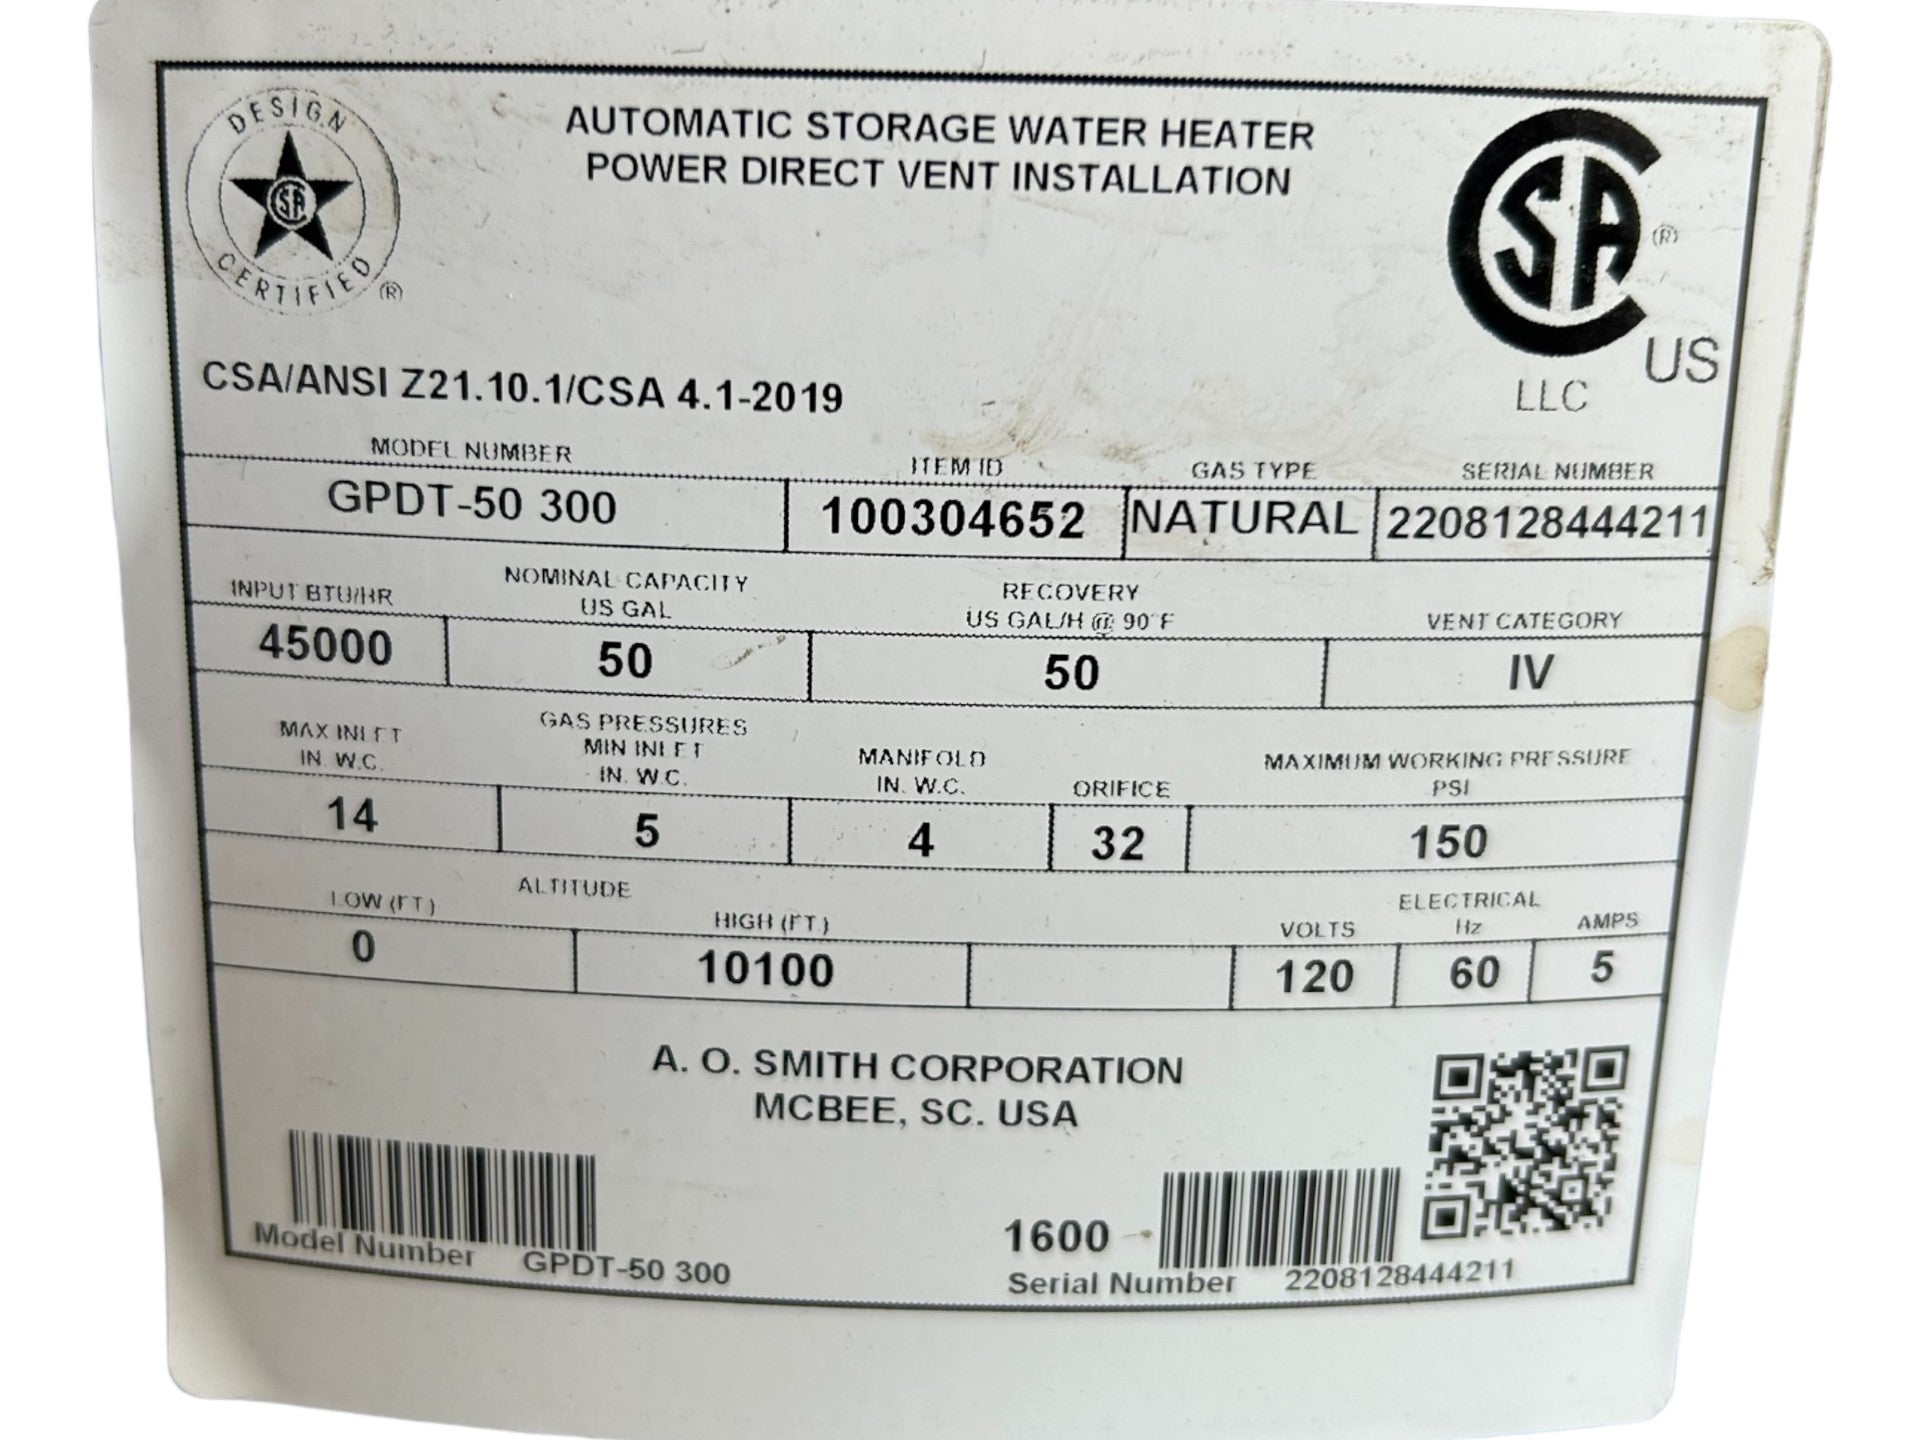 DESIGN
CSA
CERTIFIED ®
AUTOMATIC STORAGE WATER HEATER
POWER DIRECT VENT INSTALLATION
CSA ®
US
LLC
CSA/ANSI Z21.10.1/CSA 4.1-2019
MODEL NUMBER ITEM ID GAS TYPE SERIAL NUMBER
GPDT-50 300 100304652 NATURAL 2208128444211
INPUT BTU/HR NOMINAL CAPACITY RECOVERY VENT CATEGORY
US GAL US GAL/H @ 90°F
45000 50 50 IV
GAS PRESSURES
MAX INLET MIN INLET MANIFOLD ORIFICE MAXIMUM WORKING PRESSURE
IN. W.C. IN. W.C. IN. W.C. PSI
14 5 4 32 150
ALTITUDE ELECTRICAL
LOW (FT) HIGH (FT.) VOLTS Hz AMPS
0 10100 120 60 5
A. O. SMITH CORPORATION
MCBEE, SC. USA
1600
Model Number GPDT-50 300 Serial Number 2208128444211